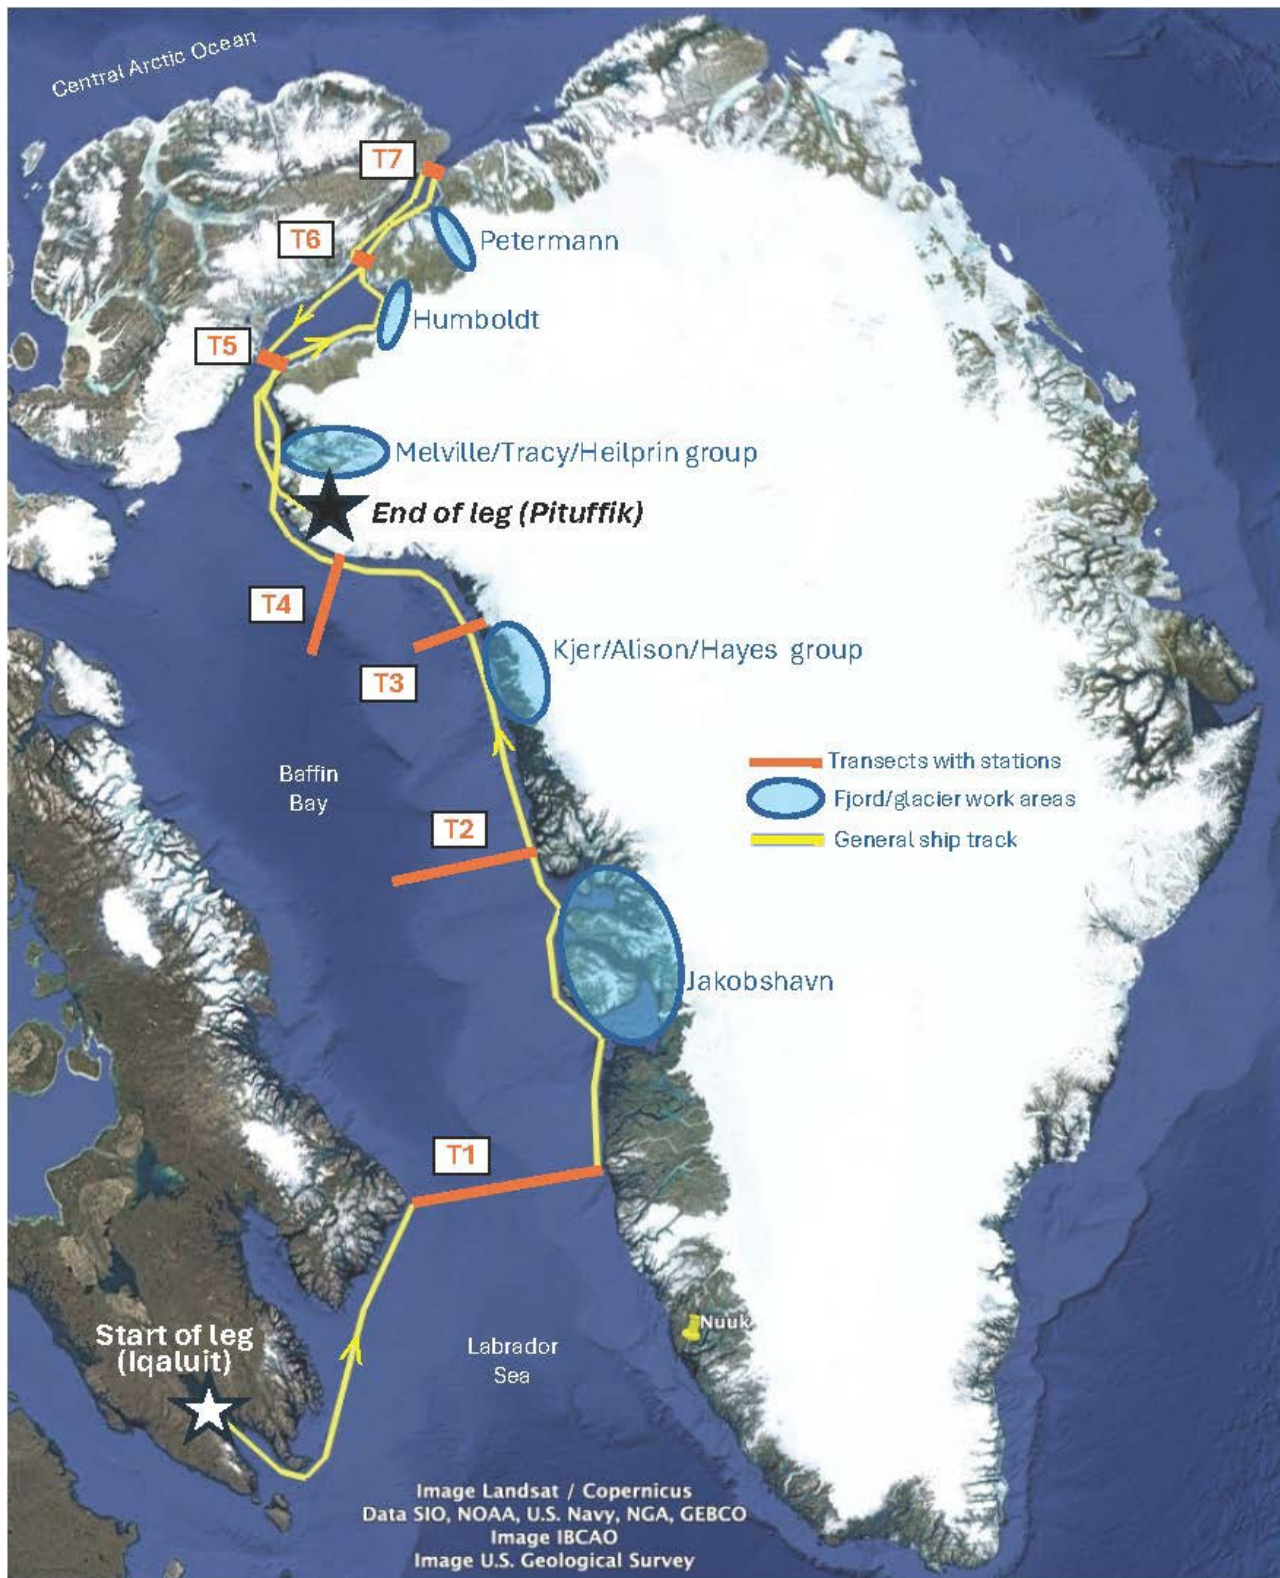 Central Arctic Ocean
T7
T6
Petermann
Humboldt
T5
Melville/Tracy/Heilprin group
End of leg (Pituffik)
T4
Kjer/Alison/Hayes group
T3
Transects with stations
Baffin
Bay
Fjord/glacier work areas
T2
General ship track
Jakobshavn
T1
Nuuk
Start of leg
(Iqaluit)
Labrador
Sea
Image Landsat / Copernicus
Data SIO, NOAA, U.S. Navy, NGA, GEBCO
Image IBCAO
Image U.S. Geological Survey